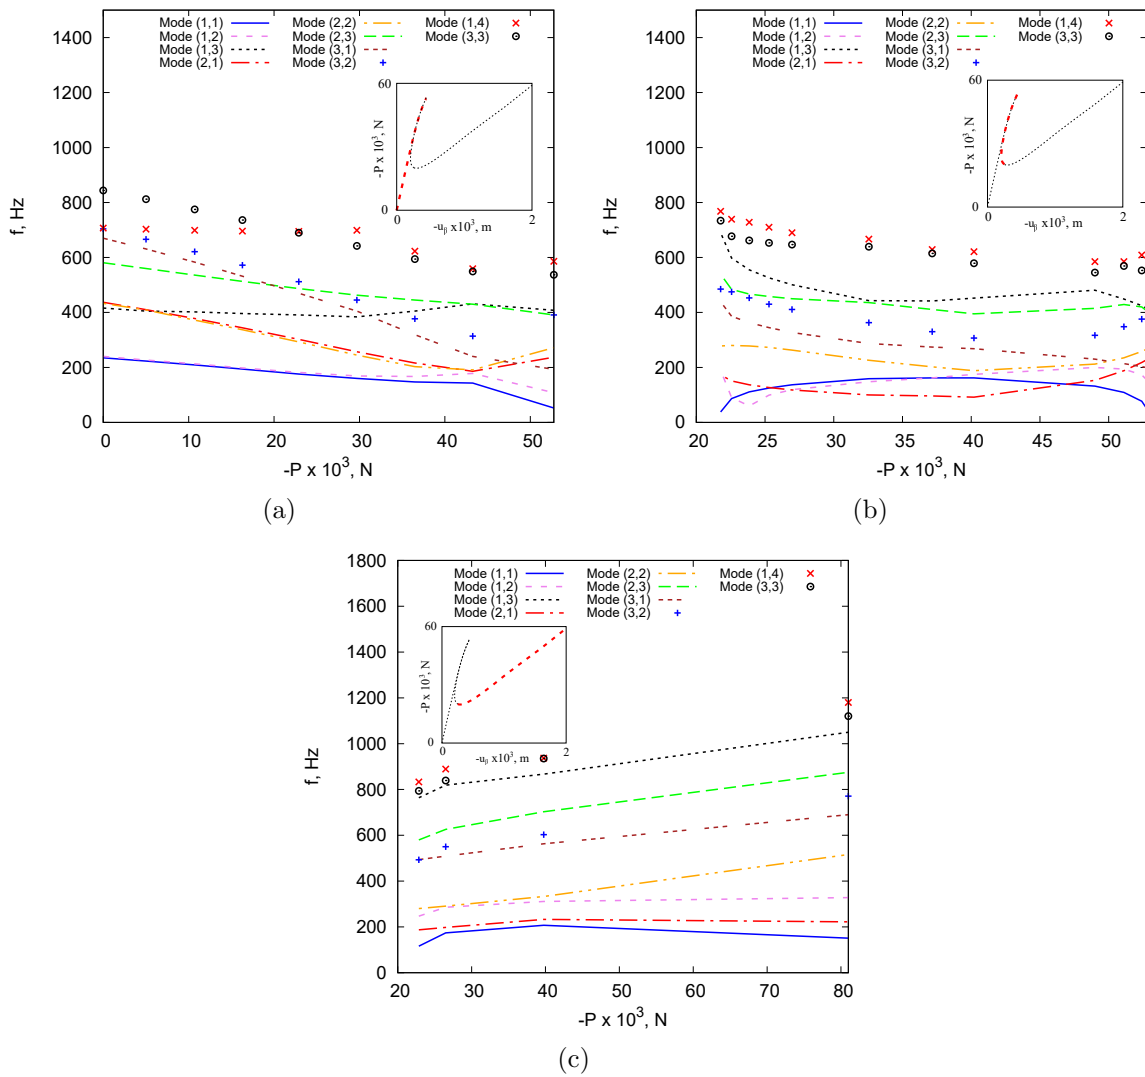 1400
1200
1000
800
600
400
200
0
0
10
20
30
40
50
f, Hz
-P x 10³, N
Mode (1,1)
Mode (1,2)
Mode (1,3)
Mode (2,1)
Mode (2,2)
Mode (2,3)
Mode (3,1)
Mode (3,2)
Mode (1,4)
Mode (3,3)
60
0
0
2
-P x 10³, N
-uᵦ x10³, m
(a)
1400
1200
1000
800
600
400
200
0
20
25
30
35
40
45
50
f, Hz
-P x 10³, N
Mode (1,1)
Mode (1,2)
Mode (1,3)
Mode (2,1)
Mode (2,2)
Mode (2,3)
Mode (3,1)
Mode (3,2)
Mode (1,4)
Mode (3,3)
60
0
0
2
-P x 10³, N
-uᵦ x10³, m
(b)
1800
1600
1400
1200
1000
800
600
400
200
0
20
30
40
50
60
70
80
f, Hz
-P x 10³, N
Mode (1,1)
Mode (1,2)
Mode (1,3)
Mode (2,1)
Mode (2,2)
Mode (2,3)
Mode (3,1)
Mode (3,2)
Mode (1,4)
Mode (3,3)
60
0
0
2
-P x 10³, N
-uᵦ x10³, m
(c)